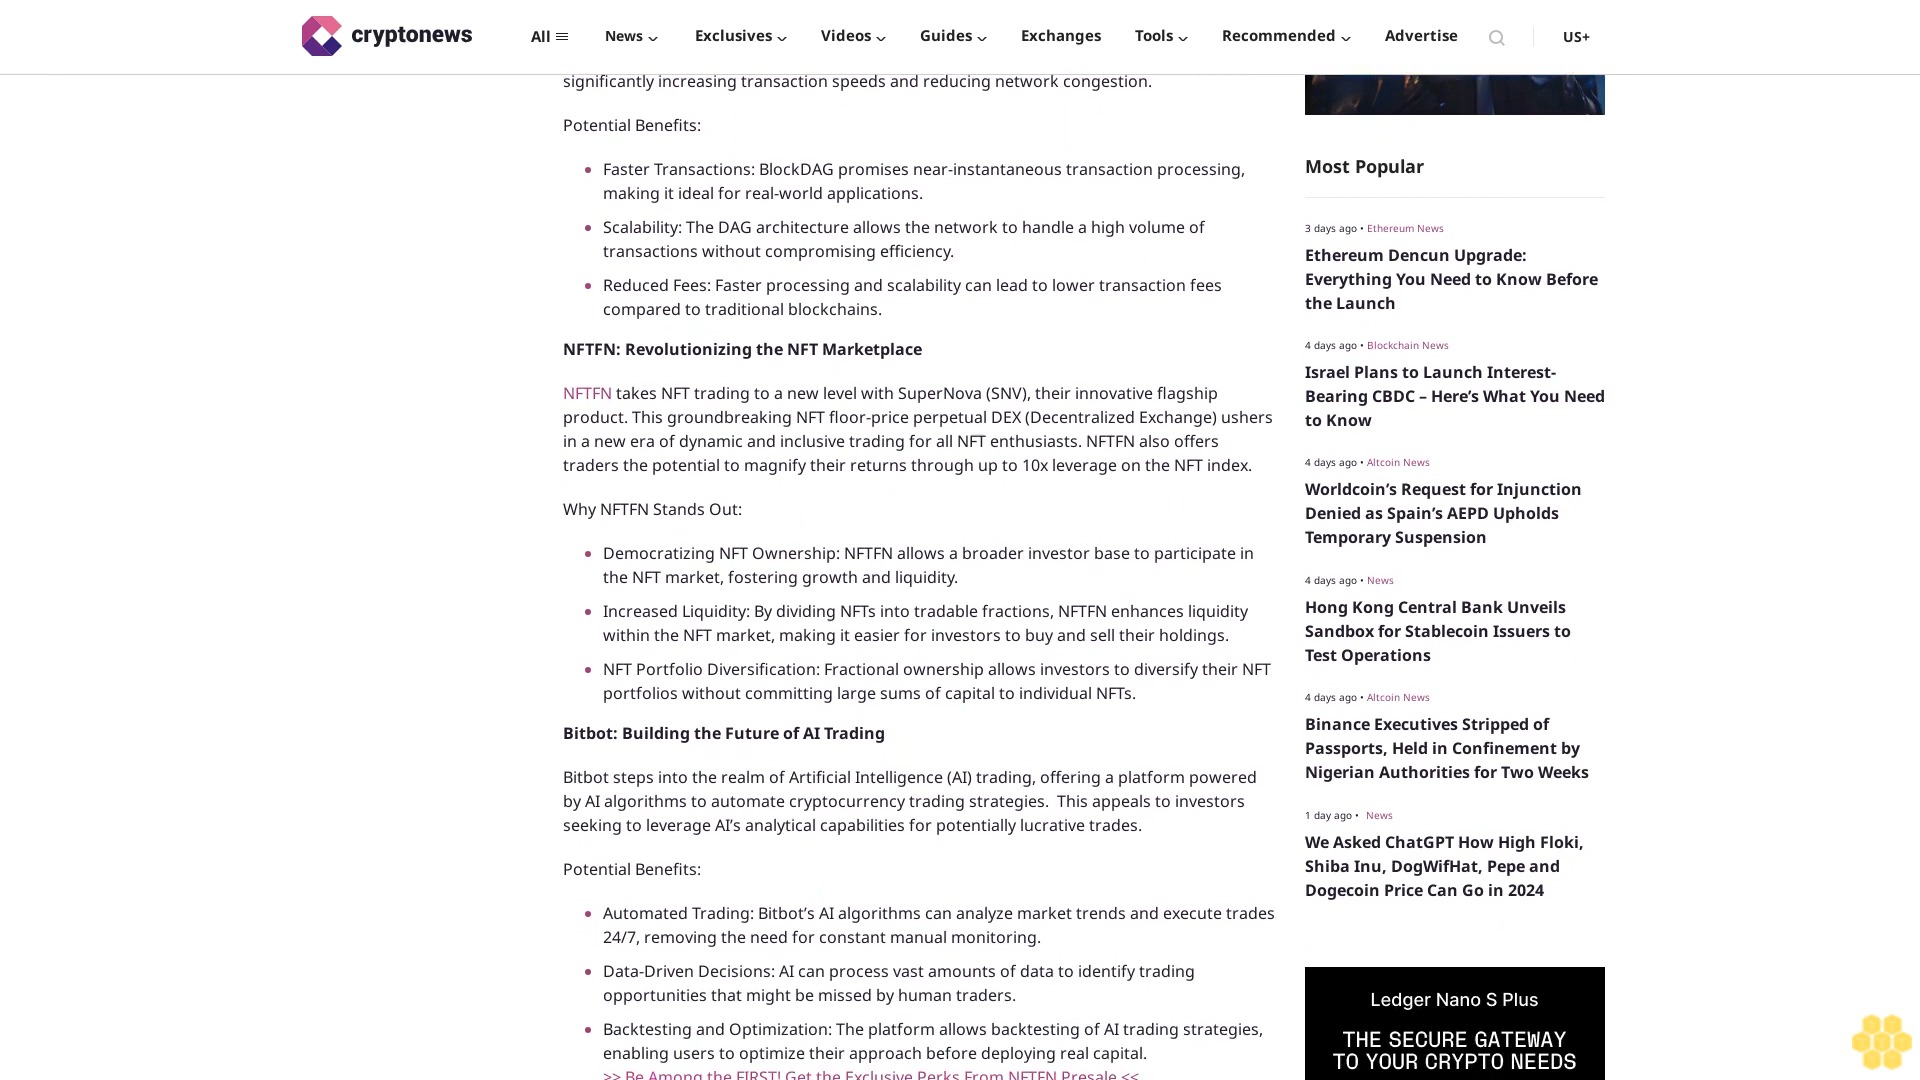 cryptonews
All
News
Exclusives
Videos
Guides
Exchanges
Tools
Recommended
Advertise
US+
significantly increasing transaction speeds and reducing network congestion.
Potential Benefits:
Faster Transactions: BlockDAG promises near-instantaneous transaction processing,
making it ideal for real-world applications.
Scalability: The DAG architecture allows the network to handle a high volume of
transactions without compromising efficiency.
Reduced Fees: Faster processing and scalability can lead to lower transaction fees
compared to traditional blockchains.
NFTFN: Revolutionizing the NFT Marketplace
NFTFN takes NFT trading to a new level with SuperNova (SNV), their innovative flagship
product. This groundbreaking NFT floor-price perpetual DEX (Decentralized Exchange) ushers
in a new era of dynamic and inclusive trading for all NFT enthusiasts. NFTFN also offers
traders the potential to magnify their returns through up to 10x leverage on the NFT index.
Why NFTFN Stands Out:
Democratizing NFT Ownership: NFTFN allows a broader investor base to participate in
the NFT market, fostering growth and liquidity.
Increased Liquidity: By dividing NFTs into tradable fractions, NFTFN enhances liquidity
within the NFT market, making it easier for investors to buy and sell their holdings.
NFT Portfolio Diversification: Fractional ownership allows investors to diversify their NFT
portfolios without committing large sums of capital to individual NFTs.
Bitbot: Building the Future of AI Trading
Bitbot steps into the realm of Artificial Intelligence (AI) trading, offering a platform powered
by AI algorithms to automate cryptocurrency trading strategies.  This appeals to investors
seeking to leverage AI’s analytical capabilities for potentially lucrative trades.
Potential Benefits:
Automated Trading: Bitbot’s AI algorithms can analyze market trends and execute trades
24/7, removing the need for constant manual monitoring.
Data-Driven Decisions: AI can process vast amounts of data to identify trading
opportunities that might be missed by human traders.
Backtesting and Optimization: The platform allows backtesting of AI trading strategies,
enabling users to optimize their approach before deploying real capital.
>> Be Among the FIRST! Get the Exclusive Perks From NFTFN Presale <<
Most Popular
3 days ago • Ethereum News
Ethereum Dencun Upgrade:
Everything You Need to Know Before
the Launch
4 days ago • Blockchain News
Israel Plans to Launch Interest-
Bearing CBDC – Here’s What You Need
to Know
4 days ago • Altcoin News
Worldcoin’s Request for Injunction
Denied as Spain’s AEPD Upholds
Temporary Suspension
4 days ago • News
Hong Kong Central Bank Unveils
Sandbox for Stablecoin Issuers to
Test Operations
4 days ago • Altcoin News
Binance Executives Stripped of
Passports, Held in Confinement by
Nigerian Authorities for Two Weeks
1 day ago • News
We Asked ChatGPT How High Floki,
Shiba Inu, DogWifHat, Pepe and
Dogecoin Price Can Go in 2024
Ledger Nano S Plus
THE SECURE GATEWAY
TO YOUR CRYPTO NEEDS